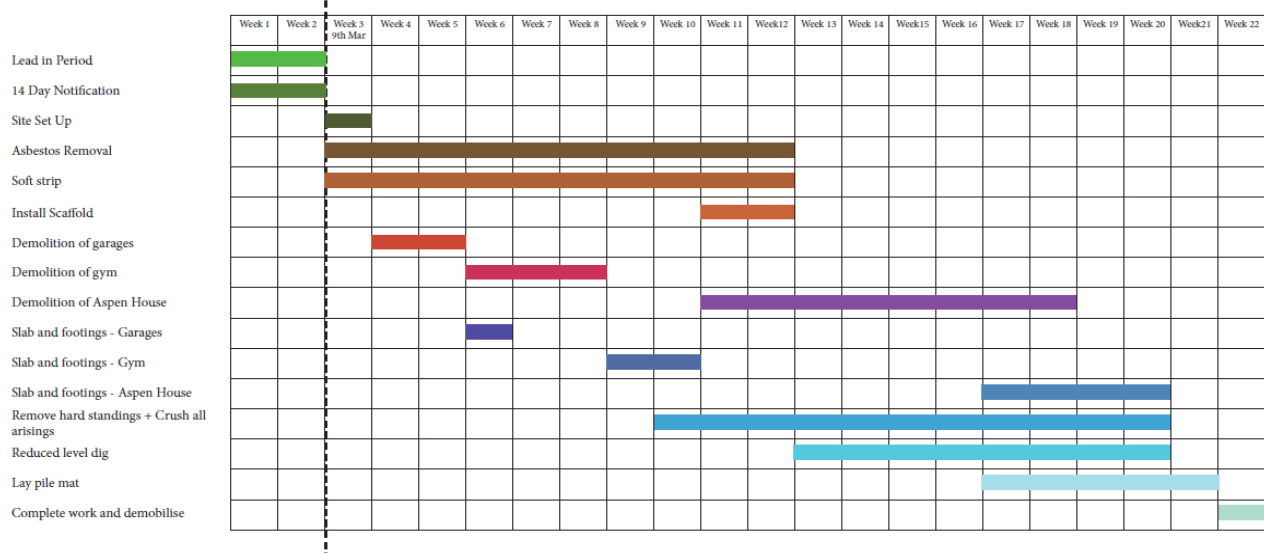 Week 1 Week 2 Week 3 Week 4 Week 5 Week 6 Week 7 Week 8 Week 9 Week 10 Week 11 Week12 Week 13 Week 14 Week15 Week 16 Week 17 Week 18 Week 19 Week 20 Week21 Week 22
9th Mar
Lead in Period
14 Day Notification
Site Set Up
Asbestos Removal
Soft strip
Install Scaffold
Demolition of garages
Demolition of gym
Demolition of Aspen House
Slab and footings - Garages
Slab and footings - Gym
Slab and footings - Aspen House
Remove hard standings + Crush all
arisings
Reduced level dig
Lay pile mat
Complete work and demobilise